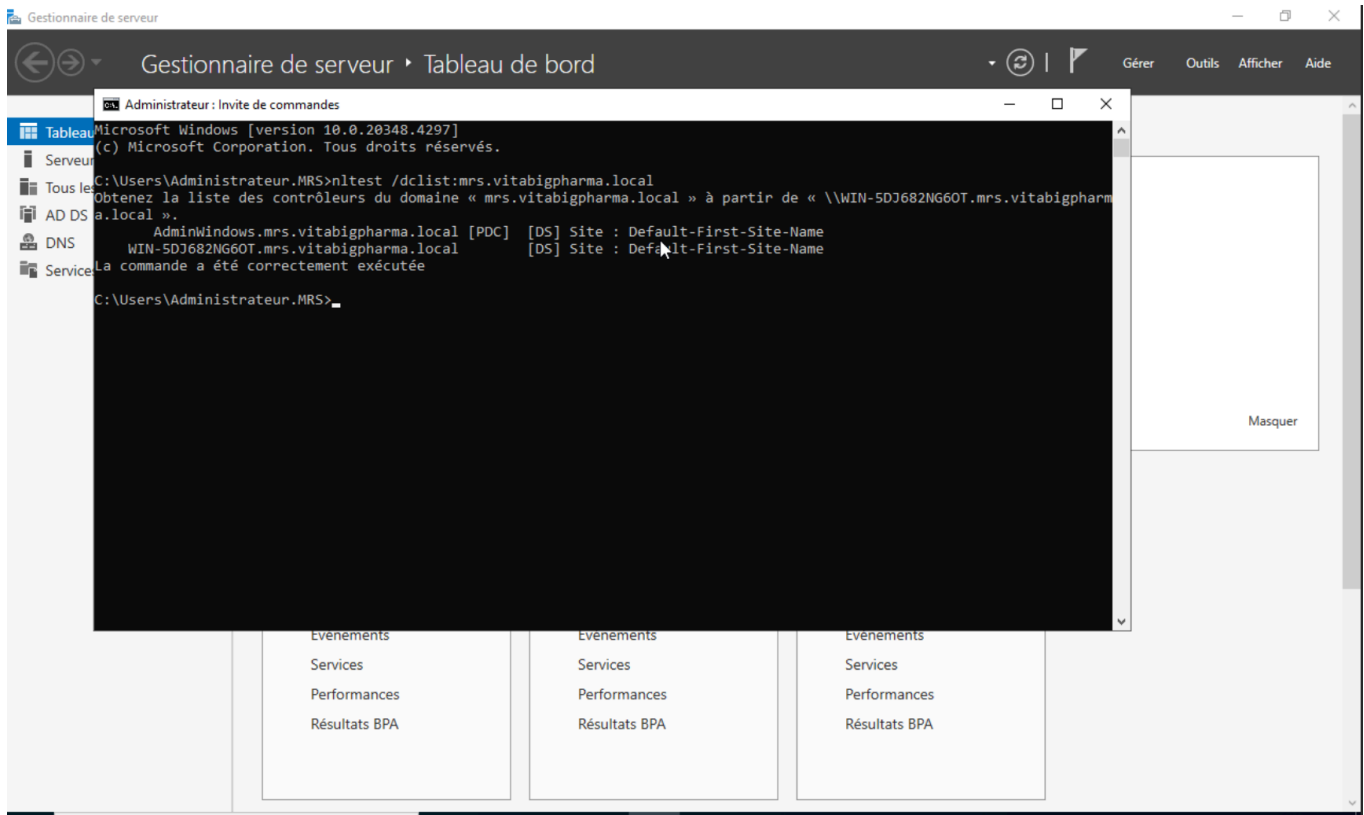 Gestionnaire de serveur
Gestionnaire de serveur ‣ Tableau de bord
Gérer Outils Afficher Aide
Administrateur : Invite de commandes
Tableau
Serveur
Tous les
AD DS
DNS
Services
Microsoft Windows [version 10.0.20348.4297]
(c) Microsoft Corporation. Tous droits réservés.
C:\Users\Administrateur.MRS>nltest /dclist:mrs.vitabigpharma.local
Obtenez la liste des contrôleurs du domaine « mrs.vitabigpharma.local » à partir de « \\WIN-5DJ682NG6OT.mrs.vitabigpharm
a.local ».
AdminWindows.mrs.vitabigpharma.local [PDC] [DS] Site : Default-First-Site-Name
WIN-5DJ682NG6OT.mrs.vitabigpharma.local [DS] Site : Default-First-Site-Name
La commande a été correctement exécutée
C:\Users\Administrateur.MRS>
Masquer
Événements Événements Événements
Services Services Services
Performances Performances Performances
Résultats BPA Résultats BPA Résultats BPA